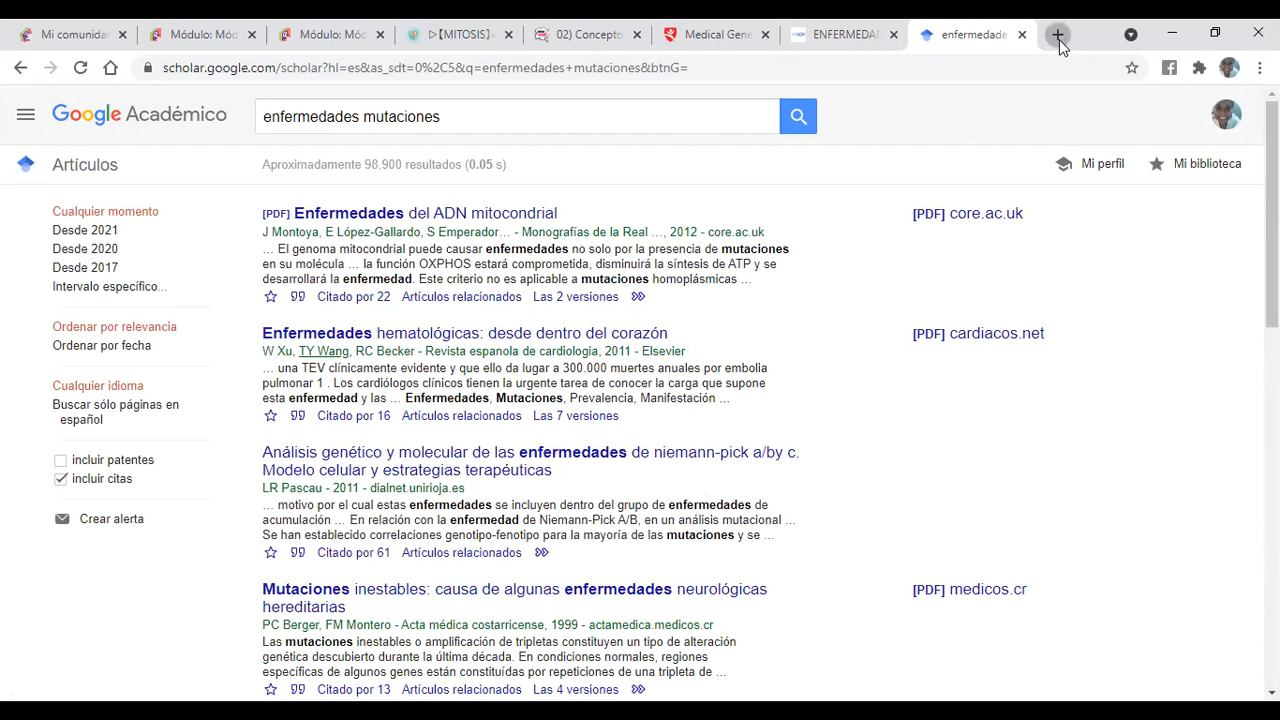 Mi comunida
Módulo: Mód
Módulo: Móc
▷【MITOSIS】
02) Concepto
Medical Gene
ENFERMEDAD
enfermedade
scholar.google.com/scholar?hl=es&as_sdt=0%2C5&q=enfermedades+mutaciones&btnG=
Google Académico
enfermedades mutaciones
Artículos
Aproximadamente 98,900 resultados (0.05 s)
Mi perfil
Mi biblioteca
Cualquier momento
Desde 2021
Desde 2020
Desde 2017
Intervalo específico...
Ordenar por relevancia
Ordenar por fecha
Cualquier idioma
Buscar sólo páginas en
español
incluir patentes
incluir citas
Crear alerta
[PDF] Enfermedades del ADN mitocondrial
J Montoya, E López-Gallardo, S Emperador... - Monografías de la Real ..., 2012 - core.ac.uk
... El genoma mitocondrial puede causar enfermedades no solo por la presencia de mutaciones
en su molécula ... la función OXPHOS estará comprometida, disminuirá la síntesis de ATP y se
desarrollará la enfermedad. Este criterio no es aplicable a mutaciones homoplásmicas ...
Citado por 22 Artículos relacionados Las 2 versiones
[PDF] core.ac.uk
Enfermedades hematológicas: desde dentro del corazón
W Xu, TY Wang, RC Becker - Revista espanola de cardiologia, 2011 - Elsevier
... una TEV clínicamente evidente y que ello da lugar a 300.000 muertes anuales por embolia
pulmonar 1 . Los cardiólogos clínicos tienen la urgente tarea de conocer la carga que supone
esta enfermedad y las ... Enfermedades, Mutaciones, Prevalencia, Manifestación ...
Citado por 16 Artículos relacionados Las 7 versiones
[PDF] cardiacos.net
Análisis genético y molecular de las enfermedades de niemann-pick a/by c.
Modelo celular y estrategias terapéuticas
LR Pascau - 2011 - dialnet.unirioja.es
... motivo por el cual estas enfermedades se incluyen dentro del grupo de enfermedades de
acumulación ... En relación con la enfermedad de Niemann-Pick A/B, en un análisis mutacional ...
Se han establecido correlaciones genotipo-fenotipo para la mayoría de las mutaciones y se ...
Citado por 61 Artículos relacionados
Mutaciones inestables: causa de algunas enfermedades neurológicas
hereditarias
PC Berger, FM Montero - Acta médica costarricense, 1999 - actamedica.medicos.cr
Las mutaciones inestables o amplificación de tripletas constituyen un tipo de alteración
genética descubierto durante la última década. En condiciones normales, regiones
específicas de algunos genes están constituídas por repeticiones de una tripleta de ...
Citado por 13 Artículos relacionados Las 4 versiones
[PDF] medicos.cr